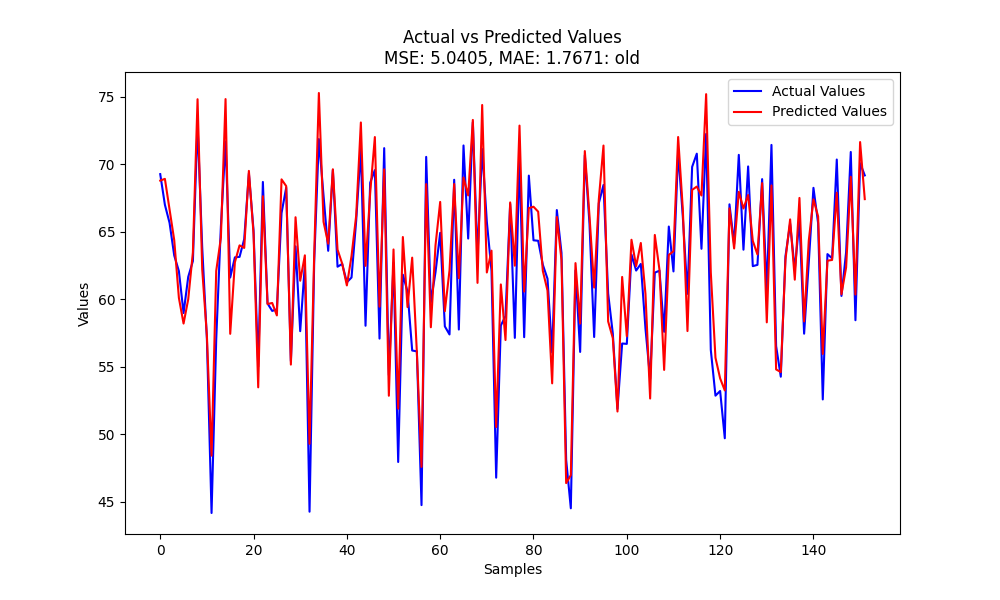 Actual vs Predicted Values
MSE: 5.0405, MAE: 1.7671: old
Actual Values
Predicted Values
75
70
65
60
55
50
45
Values
0 20 40 60 80 100 120 140
Samples